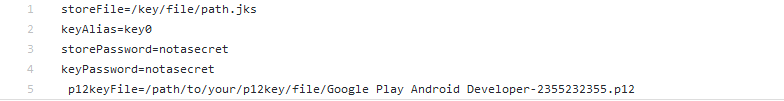 1 storeFile=/key/file/path.jks
2 keyAlias=key0
3 storePassword=notasecret
4 keyPassword=notasecret
5  p12keyFile=/path/to/your/p12key/file/Google Play Android Developer-2355232355.p12